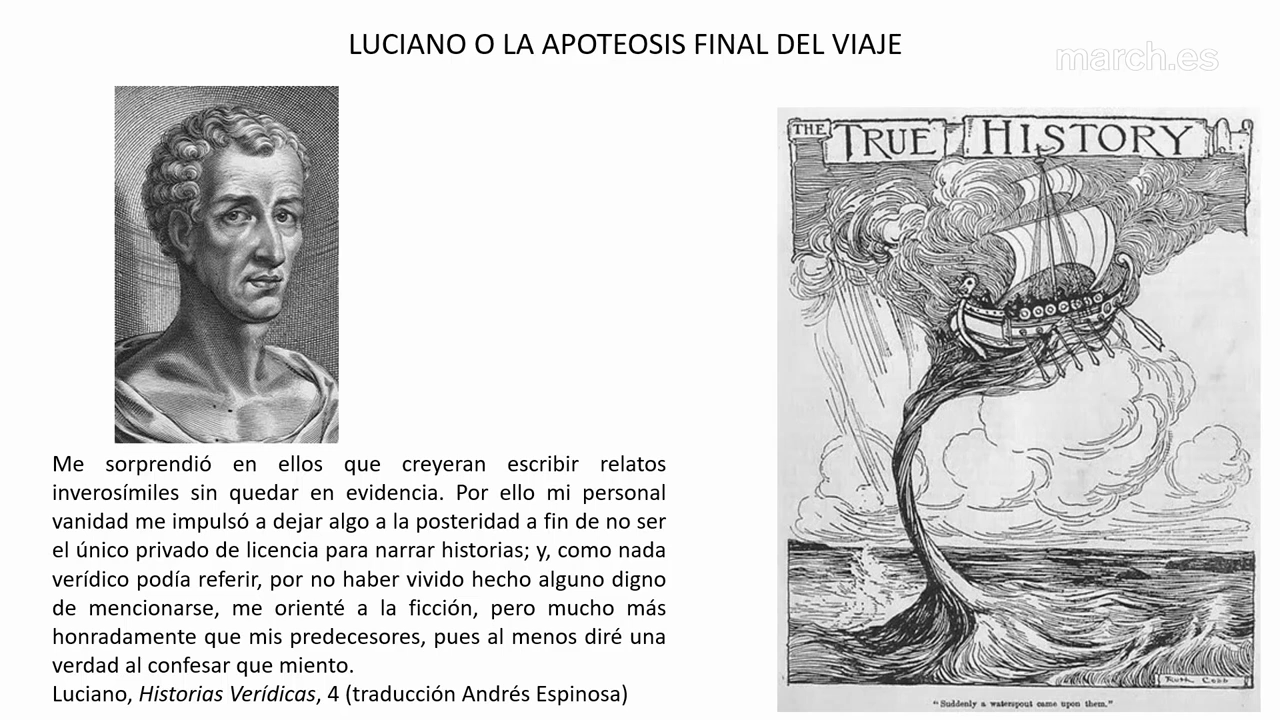 LUCIANO O LA APOTEOSIS FINAL DEL VIAJE
march.es
THE TRUE HISTORY
Me sorprendió en ellos que creyeran escribir relatos
inverosímiles sin quedar en evidencia. Por ello mi personal
vanidad me impulsó a dejar algo a la posteridad a fin de no ser
el único privado de licencia para narrar historias; y, como nada
verídico podía referir, por no haber vivido hecho alguno digno
de mencionarse, me orienté a la ficción, pero mucho más
honradamente que mis predecesores, pues al menos diré una
verdad al confesar que miento.
Luciano, Historias Verídicas, 4 (traducción Andrés Espinosa)
Ruth Cobb
"Suddenly a waterspout came upon them."